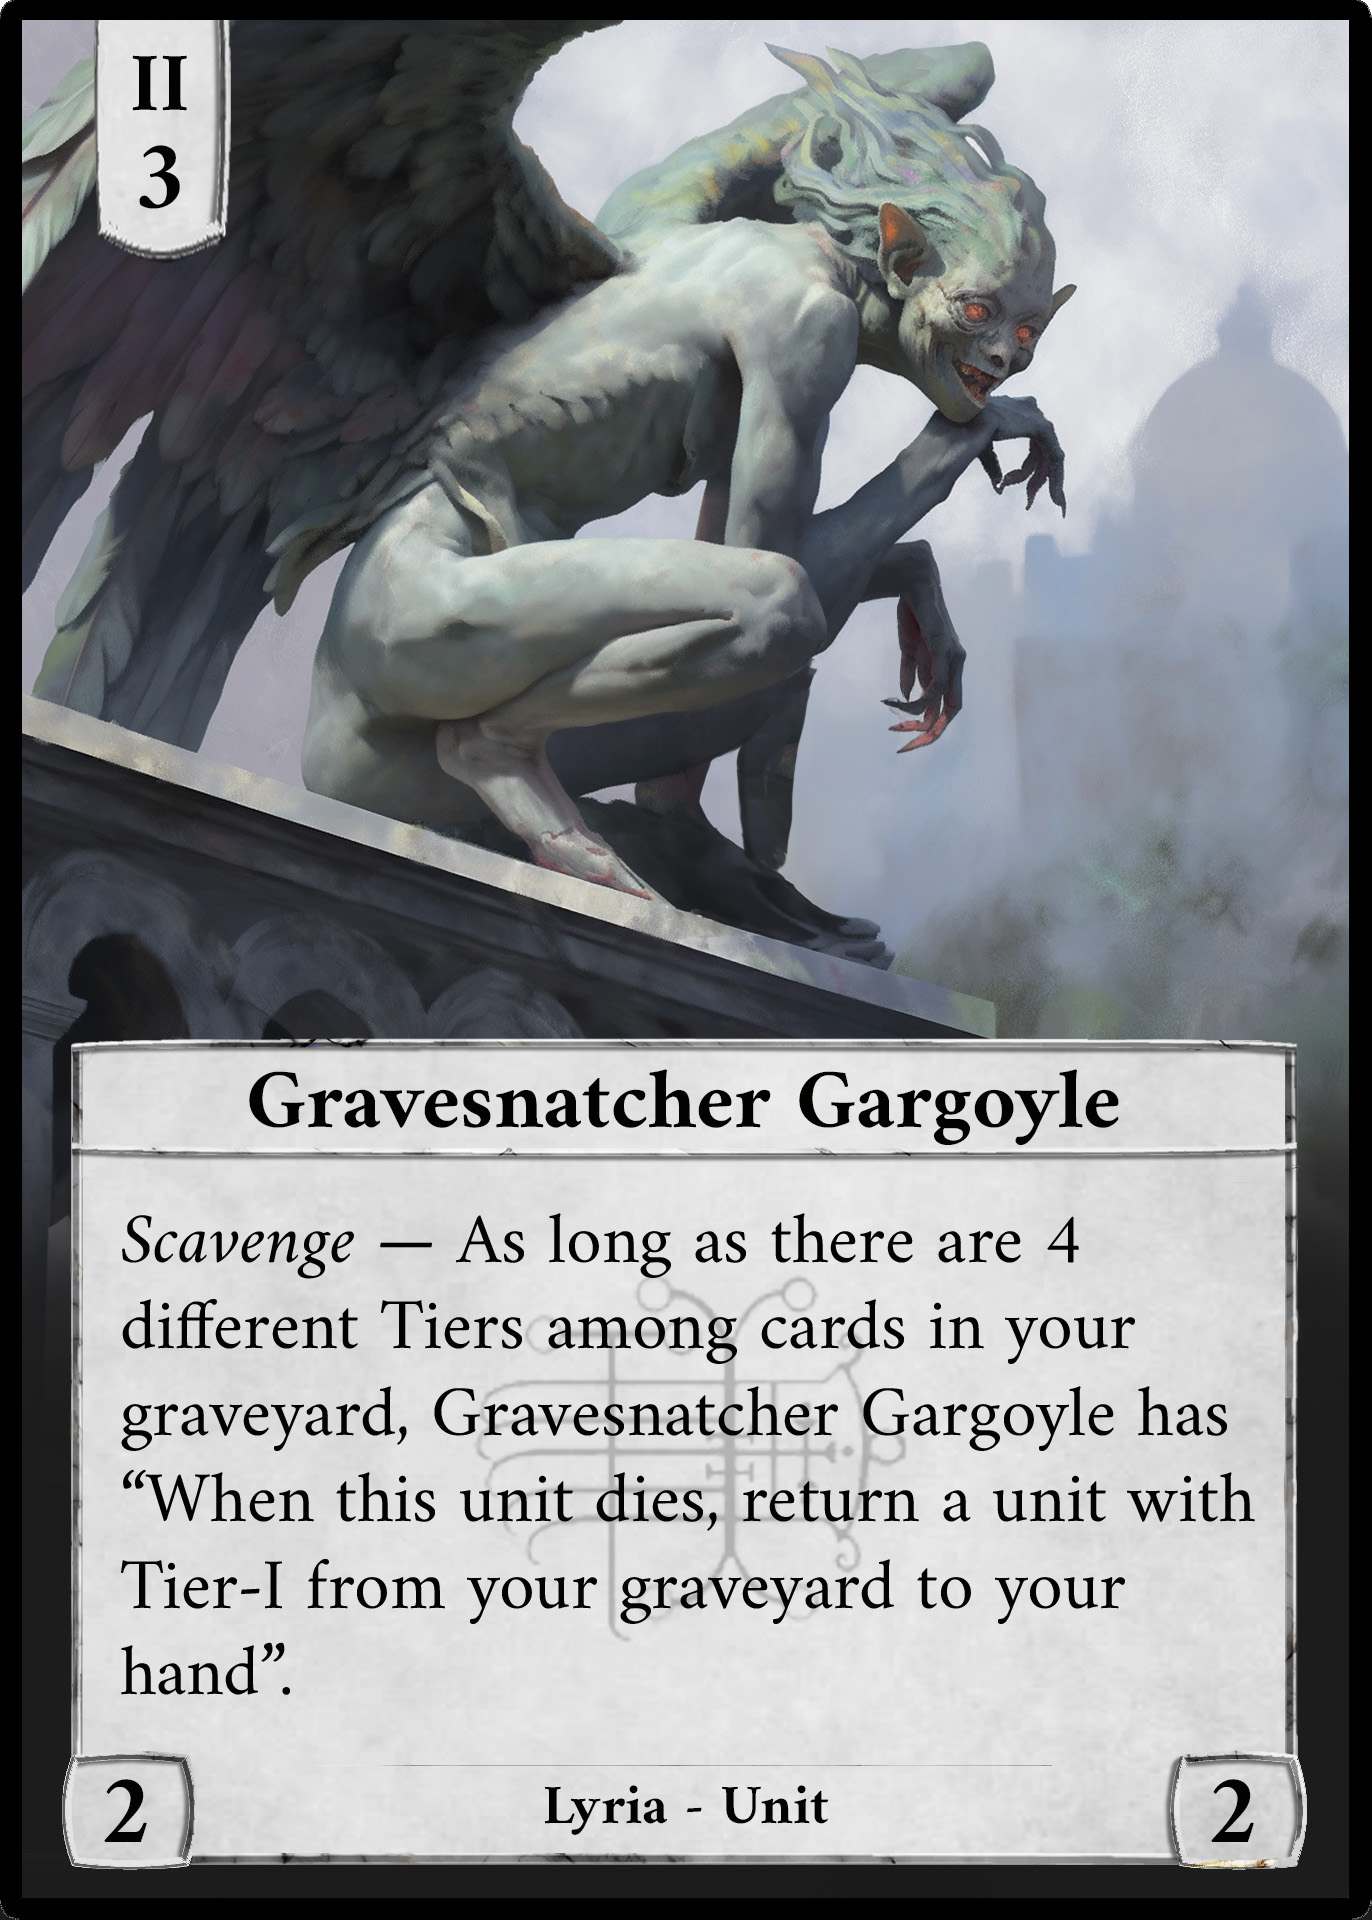 II
3
Gravesnatcher Gargoyle
Scavenge — As long as there are 4
different Tiers among cards in your
graveyard, Gravesnatcher Gargoyle has
“When this unit dies, return a unit with
Tier-I from your graveyard to your
hand”.
2
Lyria - Unit
2